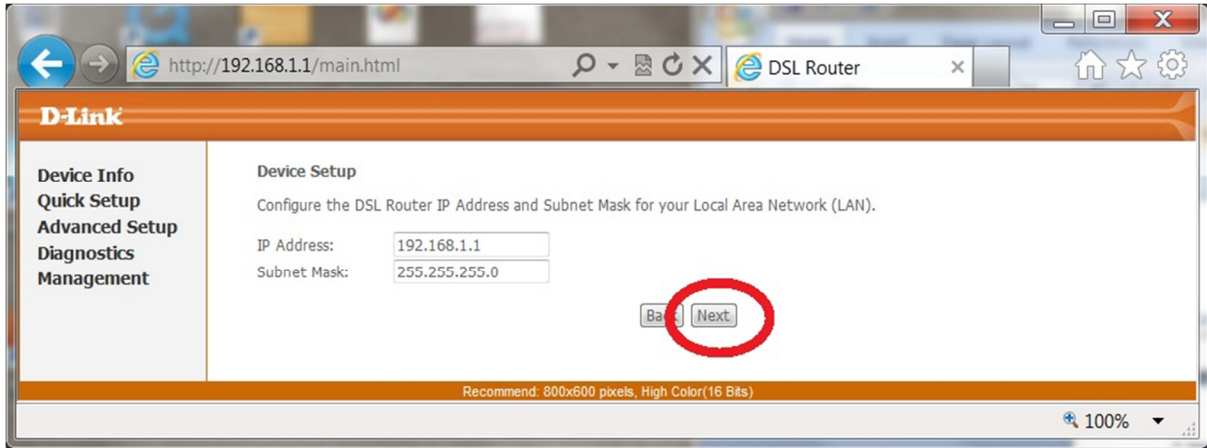 http://192.168.1.1/main.html
DSL Router
D-Link
Device Info
Quick Setup
Advanced Setup
Diagnostics
Management
Device Setup
Configure the DSL Router IP Address and Subnet Mask for your Local Area Network (LAN).
IP Address: 192.168.1.1
Subnet Mask: 255.255.255.0
Back Next
Recommend: 800x600 pixels, High Color(16 Bits)
100%